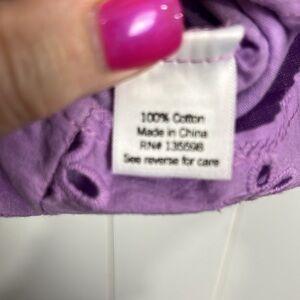 100% Cotton
Made in China
RN# 135598
See reverse for care